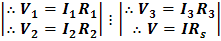 ∴ V₁ = I₁R₁ ⋮ ∴ V₃ = I₃R₃
∴ V₂ = I₂R₂ ⋮ ∴ V = IRₛ